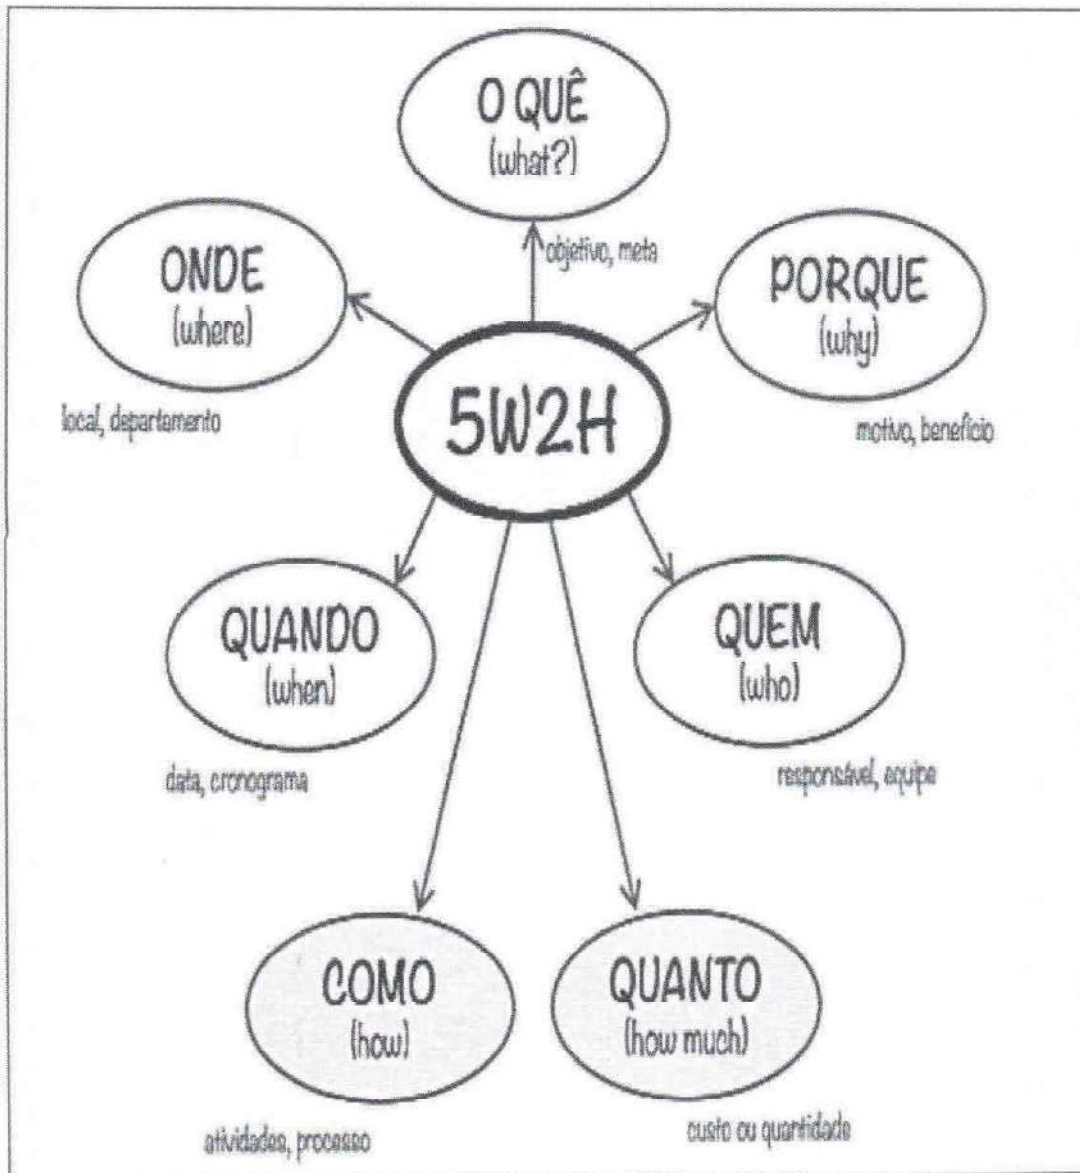 O QUÊ
(what?)
objetivo, meta
ONDE
(where)
local, departamento
PORQUE
(why)
motivo, benefício
5W2H
QUANDO
(when)
data, cronograma
QUEM
(who)
responsável, equipe
COMO
(how)
atividades, processo
QUANTO
(how much)
custo ou quantidade